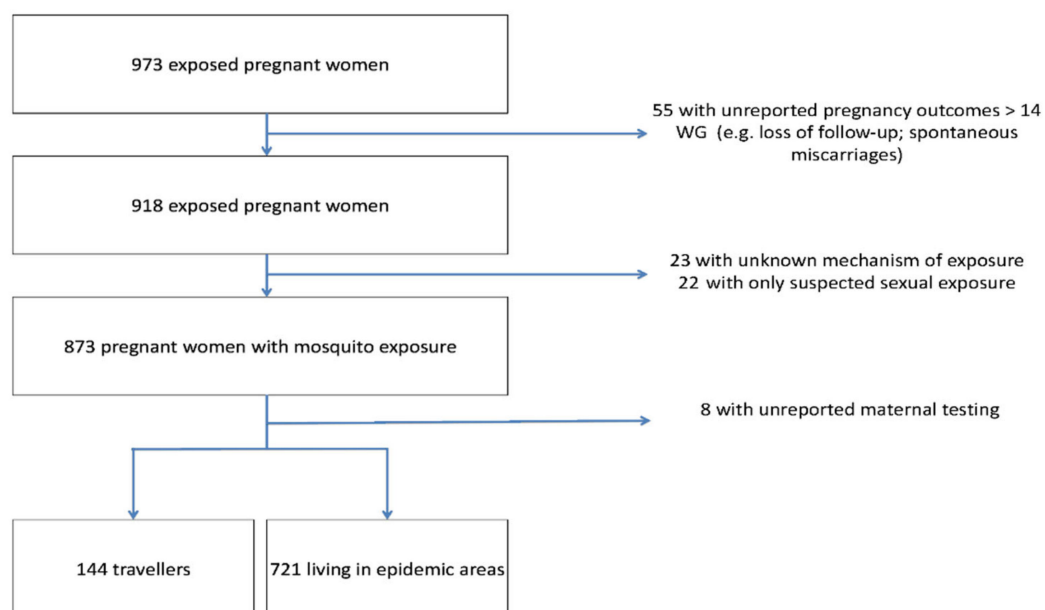 973 exposed pregnant women
55 with unreported pregnancy outcomes > 14
WG (e.g. loss of follow-up; spontaneous
miscarriages)
918 exposed pregnant women
23 with unknown mechanism of exposure
22 with only suspected sexual exposure
873 pregnant women with mosquito exposure
8 with unreported maternal testing
144 travellers
721 living in epidemic areas